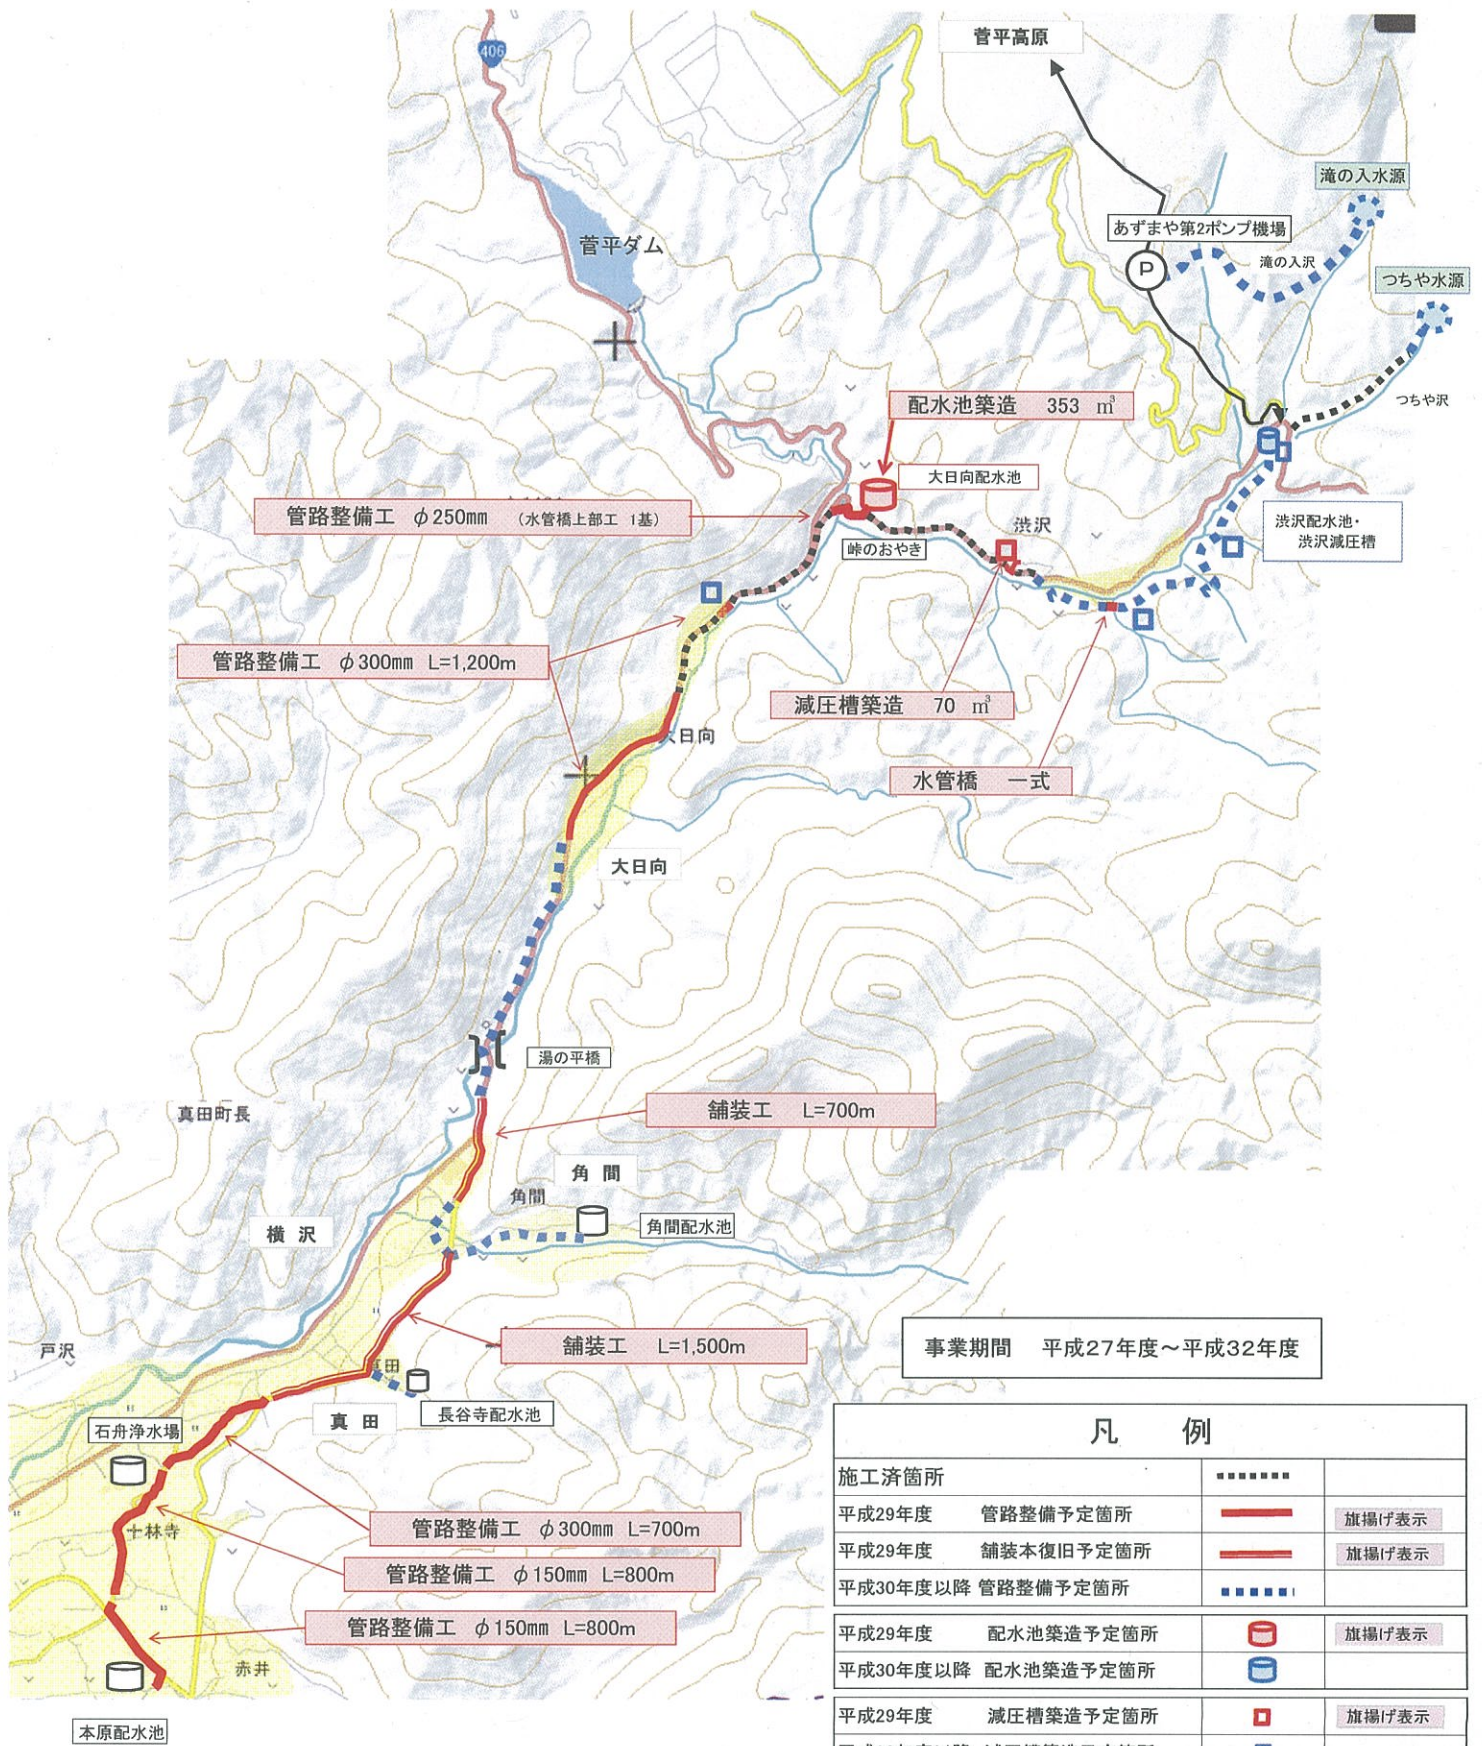 菅平高原
406
滝の入水源
あずまや第2ポンプ機場
菅平ダム
滝の入沢
P
つちや水源
配水池築造 353 ㎥
つちや沢
大日向配水池
管路整備工 φ250mm (水管橋上部工 1基)
渋沢
渋沢配水池・
渋沢減圧槽
峠のおやき
管路整備工 φ300mm L=1,200m
減圧槽築造 70 ㎥
大日向
水管橋 一式
大日向
湯の平橋
真田町長
舗装工 L=700m
角間
角間
横沢
角間配水池
戸沢
舗装工 L=1,500m
事業期間 平成27年度～平成32年度
真田
長谷寺配水池
真田
石舟浄水場
管路整備工 φ300mm L=700m
十林寺
管路整備工 φ150mm L=800m
管路整備工 φ150mm L=800m
赤井
本原配水池
凡 例
施工済箇所
平成29年度 管路整備予定箇所 旗揚げ表示
平成29年度 舗装本復旧予定箇所 旗揚げ表示
平成30年度以降 管路整備予定箇所
平成29年度 配水池築造予定箇所 旗揚げ表示
平成30年度以降 配水池築造予定箇所
平成29年度 減圧槽築造予定箇所 旗揚げ表示